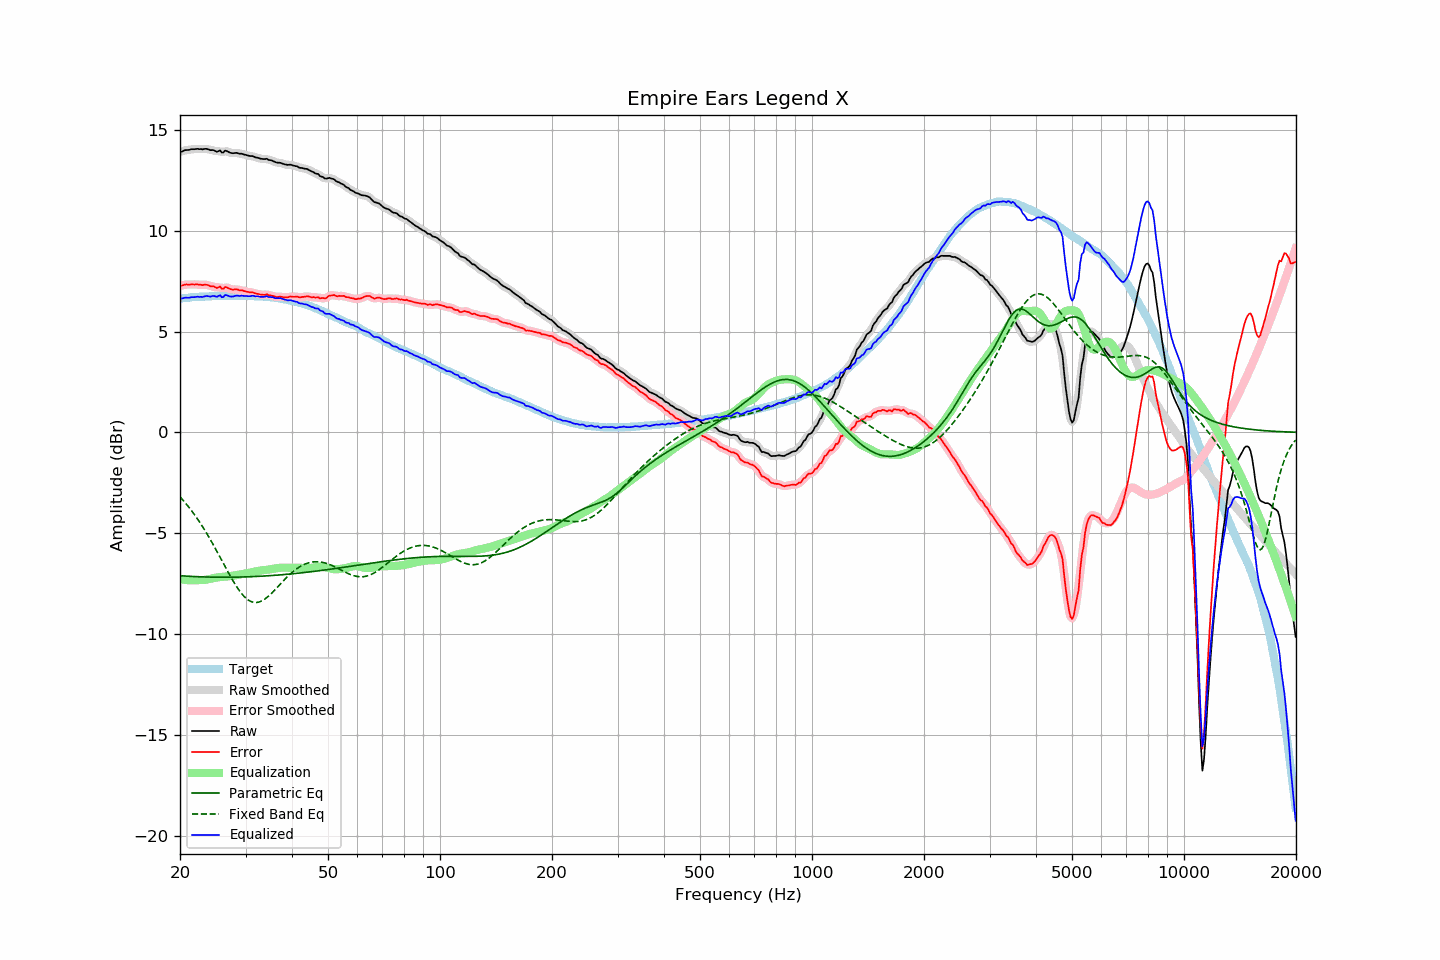 Empire Ears Legend X
Amplitude (dBr)
15
10
5
0
−5
−10
−15
−20
Target
Raw Smoothed
Error Smoothed
Raw
Error
Equalization
Parametric Eq
Fixed Band Eq
Equalized
20 50 100 200 500 1000 2000 5000 10000 20000
Frequency (Hz)